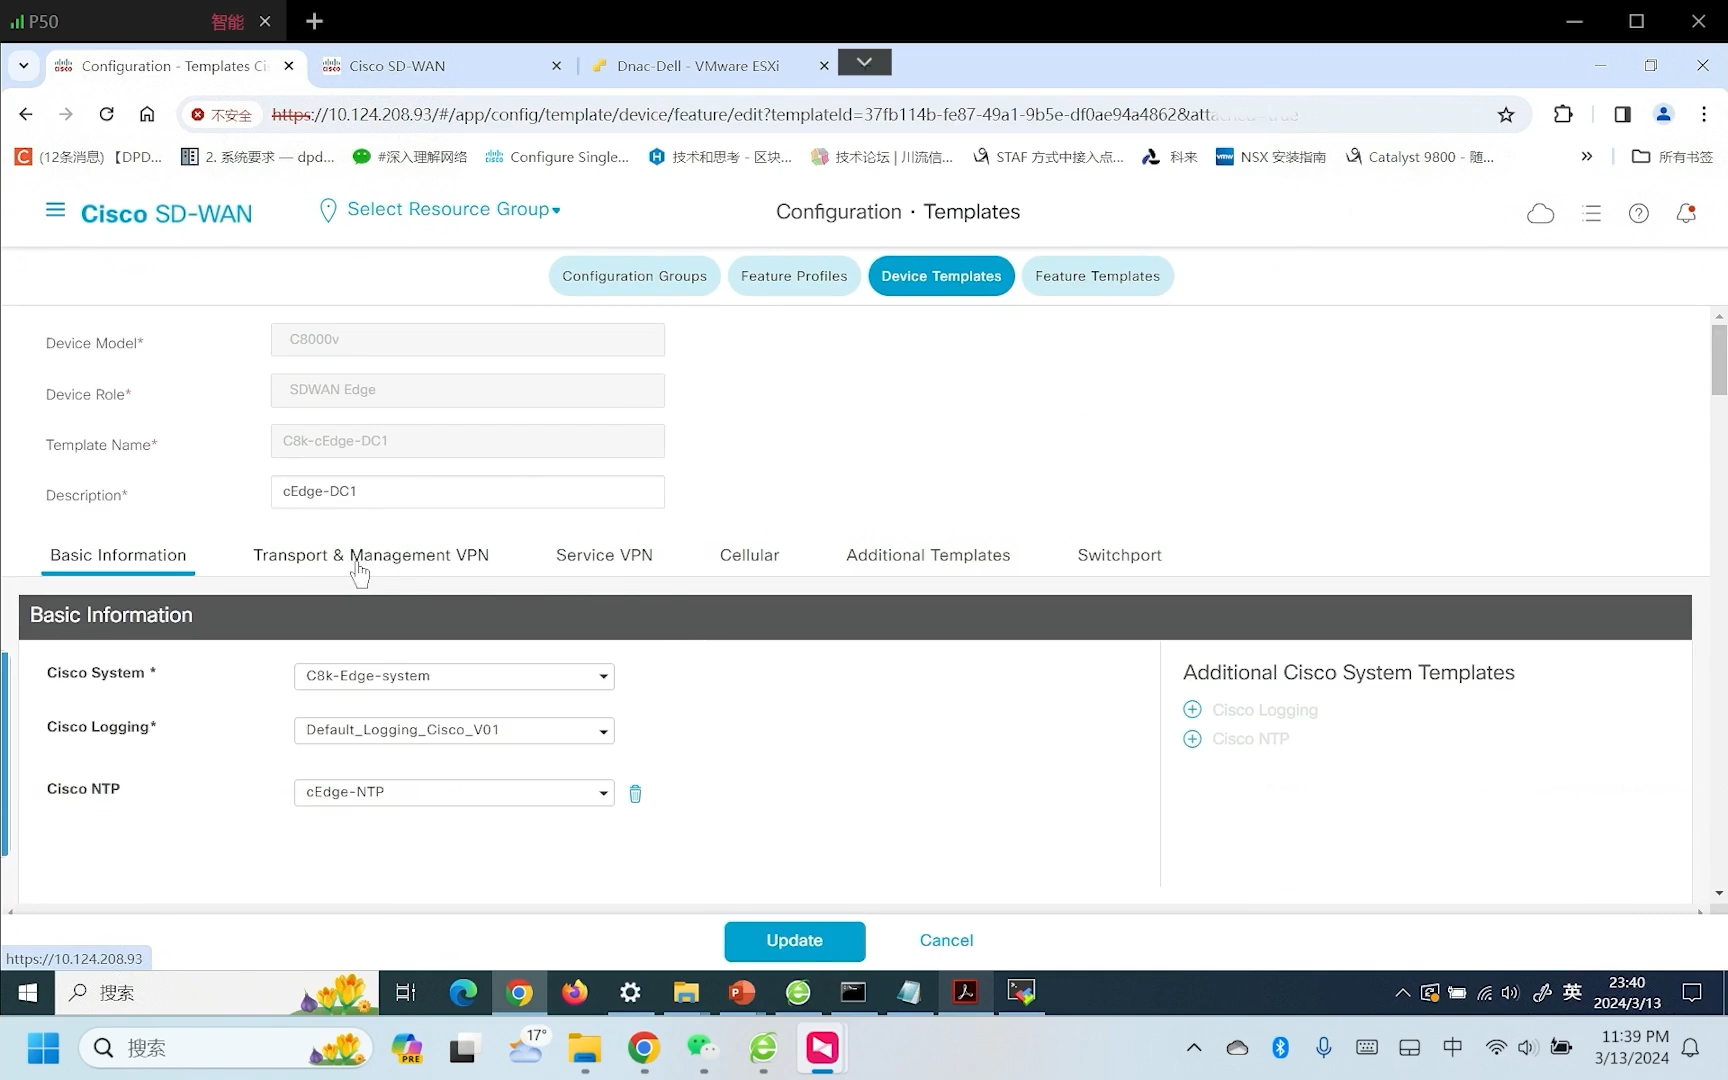 P50 智能
Configuration - Templates Ci
Cisco SD-WAN
Dnac-Dell - VMware ESXi
不安全
https://10.124.208.93/#/app/config/template/device/feature/edit?templateId=37fb114b-fe87-49a1-9b5e-df0ae94a4862&atta
(12条消息) 【DPD...
2. 系统要求 — dpd...
#深入理解网络
Configure Single...
技术和思考 - 区块...
技术论坛 | 川流信...
STAF 方式中接入点...
科来
NSX 安装指南
Catalyst 9800 - 随...
所有书签
Cisco SD-WAN
Select Resource Group
Configuration · Templates
Configuration Groups
Feature Profiles
Device Templates
Feature Templates
Device Model*
C8000v
Device Role*
SDWAN Edge
Template Name*
C8k-cEdge-DC1
Description*
cEdge-DC1
Basic Information
Transport & Management VPN
Service VPN
Cellular
Additional Templates
Switchport
Basic Information
Cisco System *
C8k-Edge-system
Cisco Logging*
Default_Logging_Cisco_V01
Cisco NTP
cEdge-NTP
Additional Cisco System Templates
Cisco Logging
Cisco NTP
Update
Cancel
https://10.124.208.93
搜索
英
23:40
2024/3/13
搜索
PRE
17°
中
11:39 PM
3/13/2024